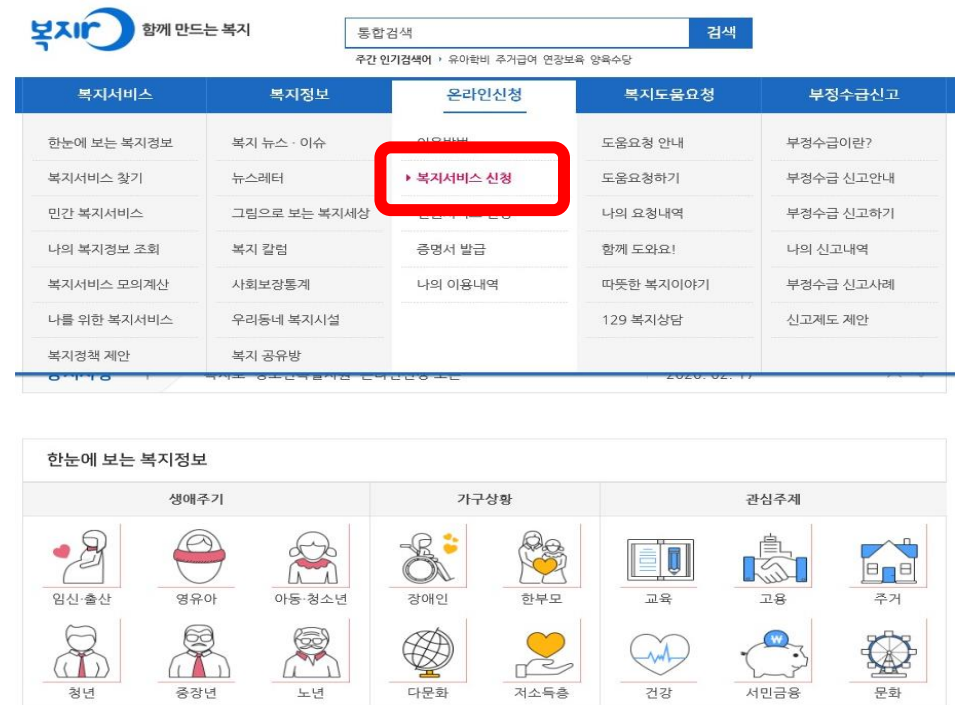 복지로 함께 만드는 복지
통합검색 검색
주간 인기검색어 유아학비 주거급여 연장보육 양육수당
복지서비스 복지정보 온라인신청 복지도움요청 부정수급신고
한눈에 보는 복지정보 복지 뉴스 · 이슈 이용방법 도움요청 안내 부정수급이란?
복지서비스 찾기 뉴스레터 복지서비스 신청 도움요청하기 부정수급 신고안내
민간 복지서비스 그림으로 보는 복지세상 나의 요청내역 부정수급 신고하기
나의 복지정보 조회 복지 칼럼 증명서 발급 함께 도와요! 나의 신고내역
복지서비스 모의계산 사회보장통계 나의 이용내역 따뜻한 복지이야기 부정수급 신고사례
나를 위한 복지서비스 우리동네 복지시설 129 복지상담 신고제도 제안
복지정책 제안 복지 공유방
한눈에 보는 복지정보
생애주기 가구상황 관심주제
임신·출산 영유아 아동·청소년 장애인 한부모 교육 고용 주거
청년 중장년 노년 다문화 저소득층 건강 서민금융 문화